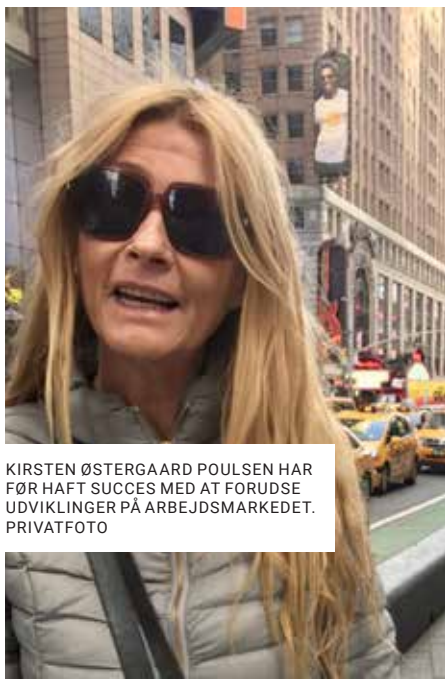 KIRSTEN ØSTERGAARD POULSEN HAR
FØR HAFT SUCCES MED AT FORUDSE
UDVIKLINGER PÅ ARBEJDSMARKEDET.
PRIVATFOTO